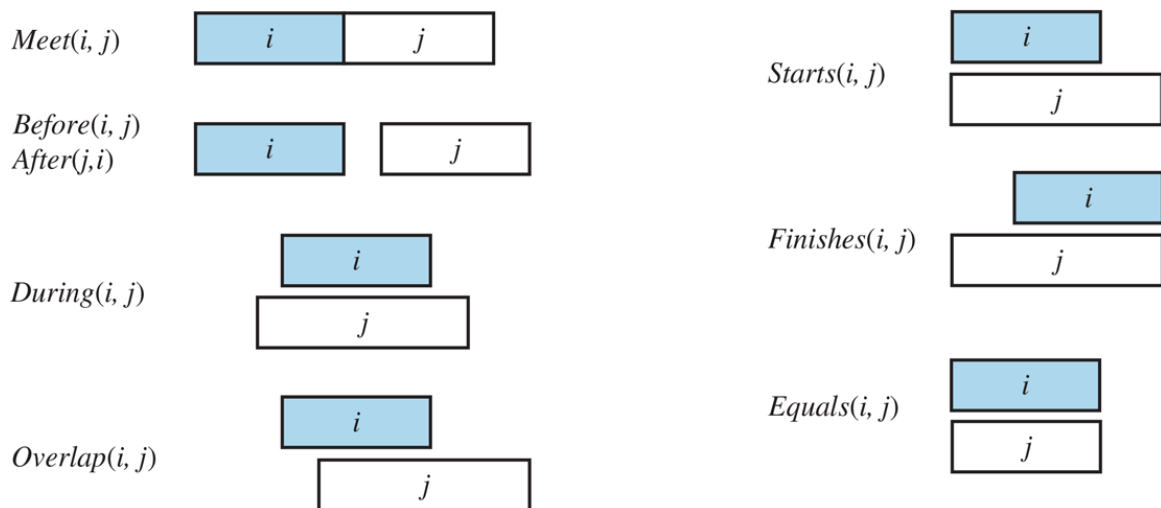 Meet(i, j)
i
j
Before(i, j)
After(j,i)
i
j
During(i, j)
i
j
Overlap(i, j)
i
j
Starts(i, j)
i
j
Finishes(i, j)
i
j
Equals(i, j)
i
j